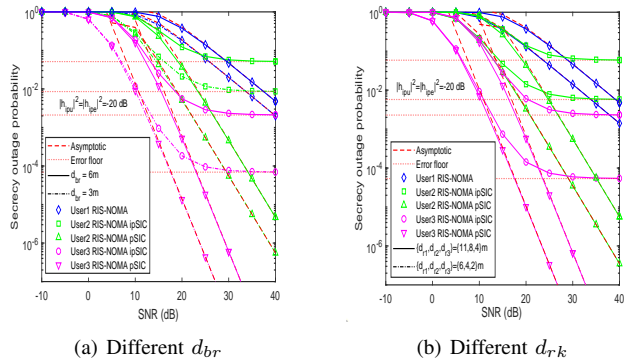 10^0
10^-2
10^-4
10^-6
Secrecy outage probability
|h_ipu|^2=|h_ipe|^2=-20 dB
Asymptotic
Error floor
d_br = 6m
d_br = 3m
User1 RIS-NOMA
User2 RIS-NOMA ipSIC
User2 RIS-NOMA pSIC
User3 RIS-NOMA ipSIC
User3 RIS-NOMA pSIC
-10 0 10 20 30 40
SNR (dB)
(a) Different d_br
10^0
10^-2
10^-4
10^-6
Secrecy outage probability
|h_ipu|^2=|h_ipe|^2=-20 dB
Asymptotic
Error floor
User1 RIS-NOMA
User2 RIS-NOMA ipSIC
User2 RIS-NOMA pSIC
User3 RIS-NOMA ipSIC
User3 RIS-NOMA pSIC
(d_r1,d_r2,d_r3)=(11,8,4)m
(d_r1,d_r2,d_r3)=(6,4,2)m
-10 0 10 20 30 40
SNR (dB)
(b) Different d_rk